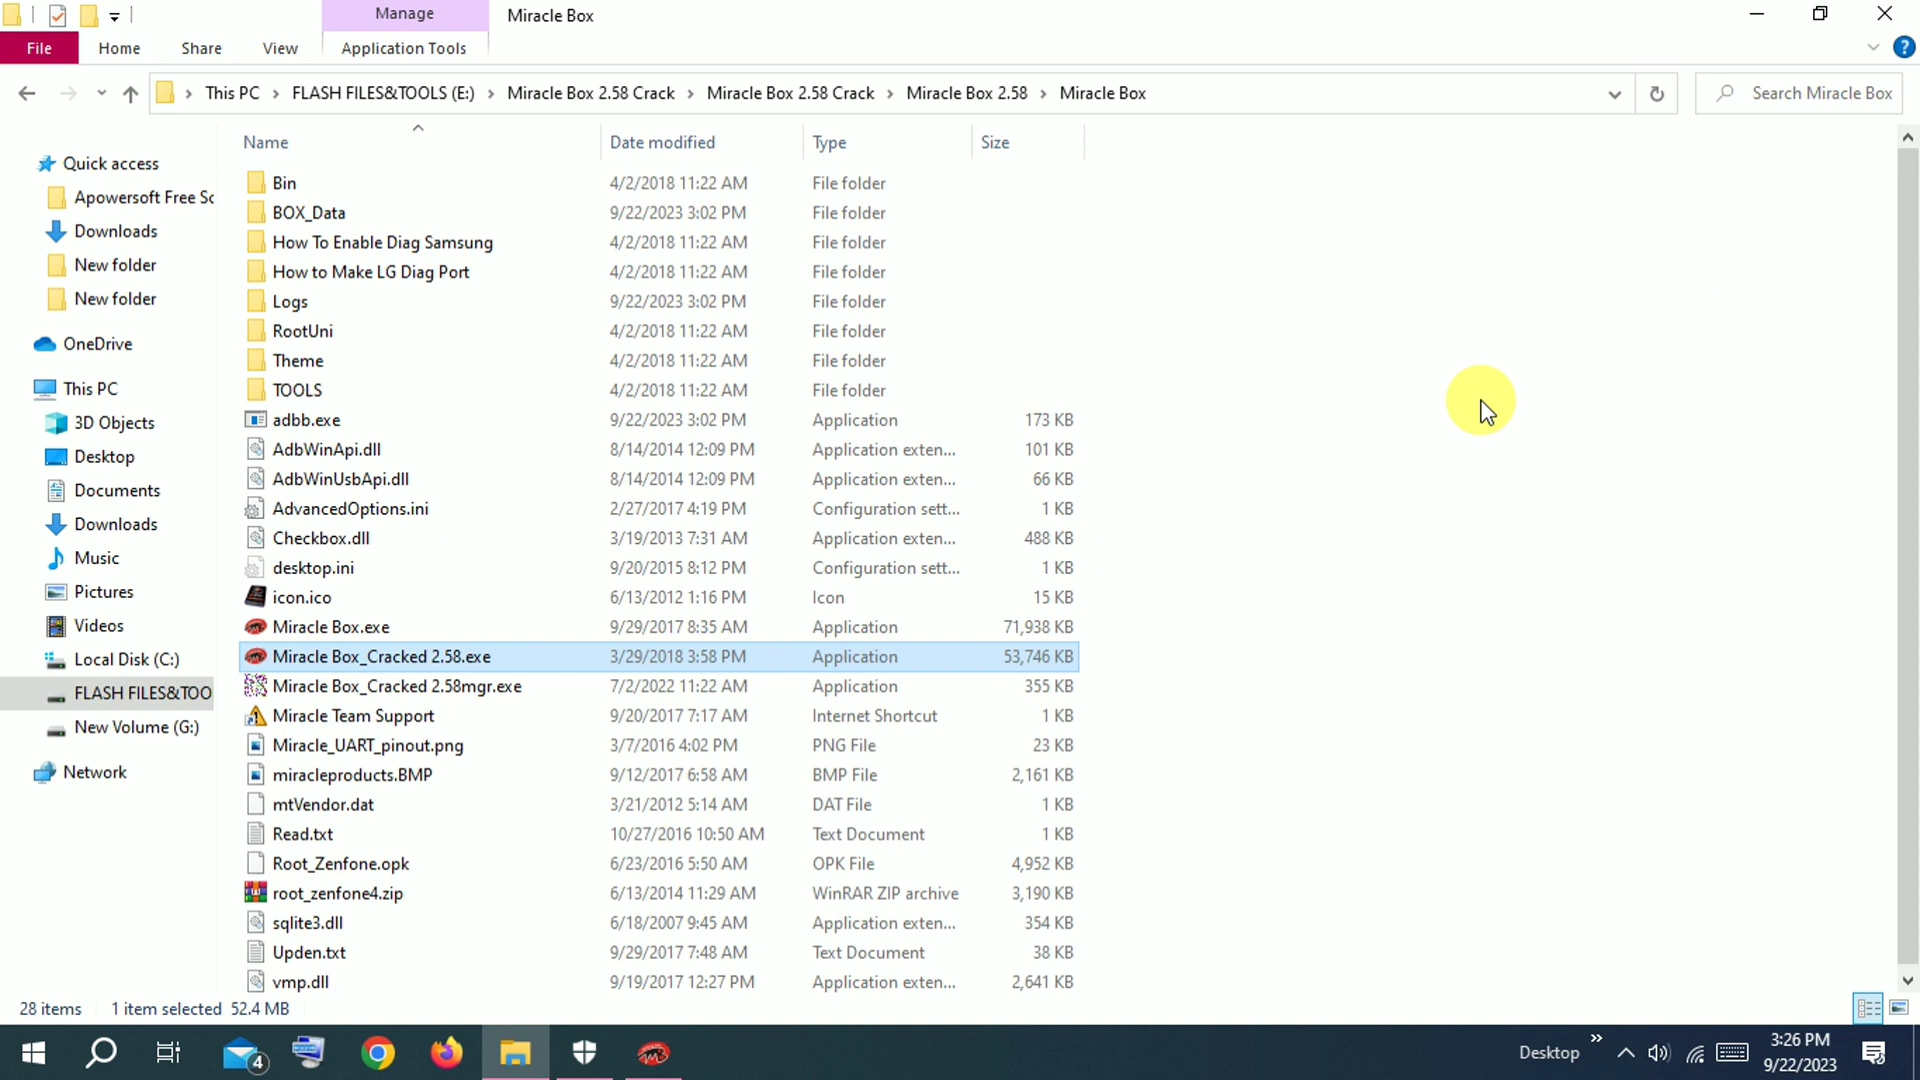 Manage
Miracle Box
File
Home
Share
View
Application Tools
This PC
FLASH FILES&TOOLS (E:)
Miracle Box 2.58 Crack
Miracle Box 2.58 Crack
Miracle Box 2.58
Miracle Box
Search Miracle Box
Name
Date modified
Type
Size
Quick access
Apowersoft Free Sc
Downloads
New folder
New folder
OneDrive
This PC
3D Objects
Desktop
Documents
Downloads
Music
Pictures
Videos
Local Disk (C:)
FLASH FILES&TOO
New Volume (G:)
Network
Bin 4/2/2018 11:22 AM File folder
BOX_Data 9/22/2023 3:02 PM File folder
How To Enable Diag Samsung 4/2/2018 11:22 AM File folder
How to Make LG Diag Port 4/2/2018 11:22 AM File folder
Logs 9/22/2023 3:02 PM File folder
RootUni 4/2/2018 11:22 AM File folder
Theme 4/2/2018 11:22 AM File folder
TOOLS 4/2/2018 11:22 AM File folder
adbb.exe 9/22/2023 3:02 PM Application 173 KB
AdbWinApi.dll 8/14/2014 12:09 PM Application exten... 101 KB
AdbWinUsbApi.dll 8/14/2014 12:09 PM Application exten... 66 KB
AdvancedOptions.ini 2/27/2017 4:19 PM Configuration sett... 1 KB
Checkbox.dll 3/19/2013 7:31 AM Application exten... 488 KB
desktop.ini 9/20/2015 8:12 PM Configuration sett... 1 KB
icon.ico 6/13/2012 1:16 PM Icon 15 KB
Miracle Box.exe 9/29/2017 8:35 AM Application 71,938 KB
Miracle Box_Cracked 2.58.exe 3/29/2018 3:58 PM Application 53,746 KB
Miracle Box_Cracked 2.58mgr.exe 7/2/2022 11:22 AM Application 355 KB
Miracle Team Support 9/20/2017 7:17 AM Internet Shortcut 1 KB
Miracle_UART_pinout.png 3/7/2016 4:02 PM PNG File 23 KB
miracleproducts.BMP 9/12/2017 6:58 AM BMP File 2,161 KB
mtVendor.dat 3/21/2012 5:14 AM DAT File 1 KB
Read.txt 10/27/2016 10:50 AM Text Document 1 KB
Root_Zenfone.opk 6/23/2016 5:50 AM OPK File 4,952 KB
root_zenfone4.zip 6/13/2014 11:29 AM WinRAR ZIP archive 3,190 KB
sqlite3.dll 6/18/2007 9:45 AM Application exten... 354 KB
Upden.txt 9/29/2017 7:48 AM Text Document 38 KB
vmp.dll 9/19/2017 12:27 PM Application exten... 2,641 KB
28 items 1 item selected 52.4 MB
4
Desktop
3:26 PM
9/22/2023